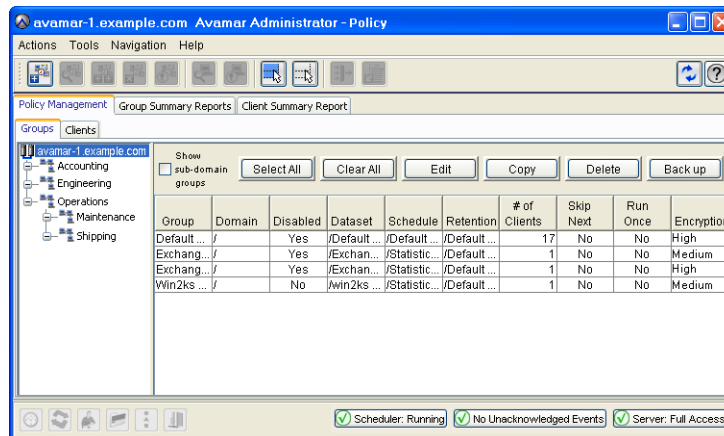 avamar-1.example.com Avamar Administrator - Policy
Actions Tools Navigation Help
Policy Management Group Summary Reports Client Summary Report
Groups Clients
avamar-1.example.com
Accounting
Engineering
Operations
Maintenance
Shipping
Show
sub-domain
groups
Select All Clear All Edit Copy Delete Back up
Group Domain Disabled Dataset Schedule Retention # of Clients Skip Next Run Once Encryption
Default ... / Yes /Default ... /Default ... /Default ... 17 No No High
Exchang... / Yes /Exchan... /Statistic... /Default ... 1 No No Medium
Exchang... / Yes /Exchan... /Statistic... /Default ... 1 No No High
Win2ks ... / No /win2ks ... /Statistic... /Default ... 1 No No Medium
Scheduler: Running No Unacknowledged Events Server: Full Access